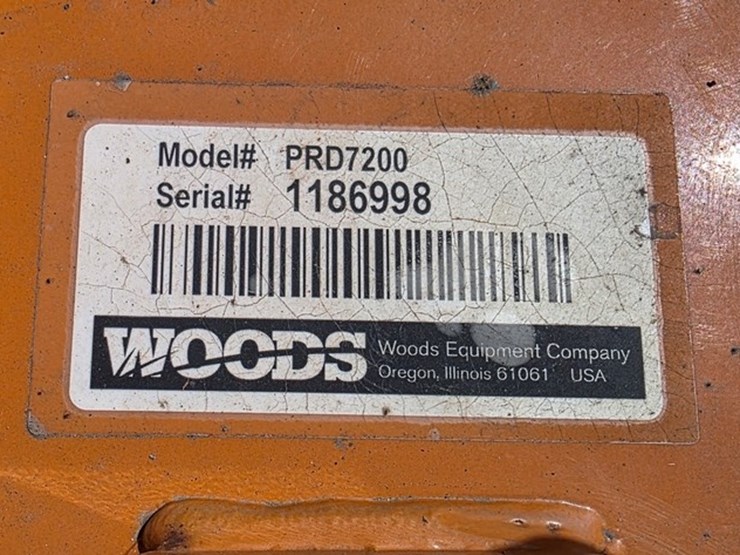 Model# PRD7200
Serial# 1186998
WOODS
Woods Equipment Company
Oregon, Illinois 61061 USA